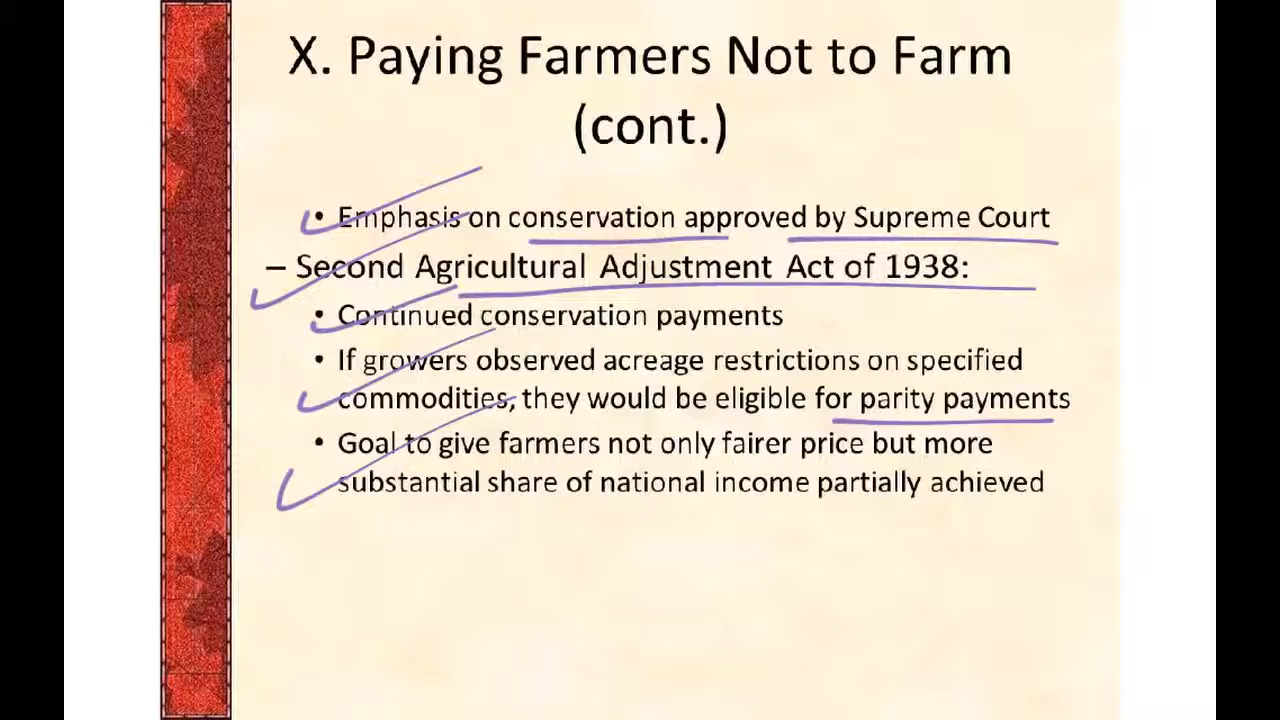 X. Paying Farmers Not to Farm
(cont.)
• Emphasis on conservation approved by Supreme Court
– Second Agricultural Adjustment Act of 1938:
• Continued conservation payments
• If growers observed acreage restrictions on specified
commodities, they would be eligible for parity payments
• Goal to give farmers not only fairer price but more
substantial share of national income partially achieved